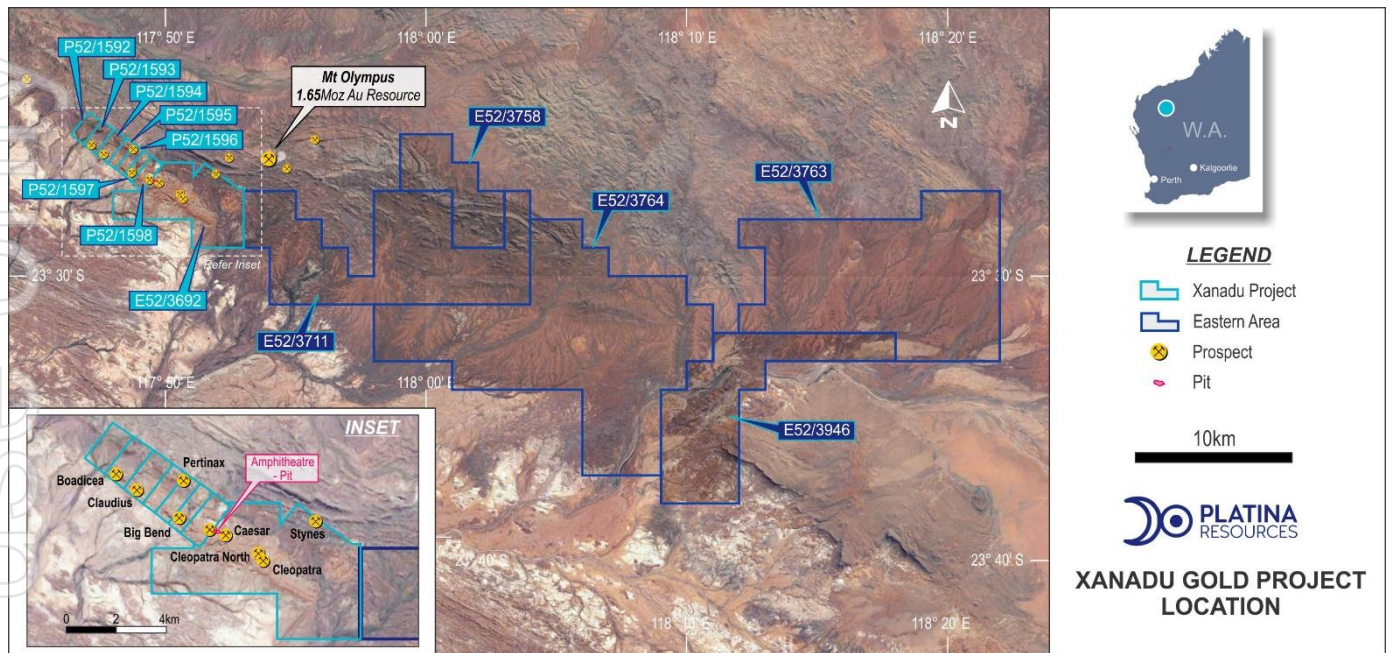 117° 50' E
118° 00' E
118° 10' E
118° 20' E
P52/1592
P52/1593
P52/1594
P52/1595
P52/1596
P52/1597
P52/1598
E52/3692
Refer Inset
Mt Olympus
1.65Moz Au Resource
E52/3758
E52/3764
E52/3763
E52/3711
E52/3946
N
23° 30' S
23° 30' S
117° 50' E
118° 00' E
23° 40' S
23° 40' S
118° 10' E
118° 20' E
INSET
Pertinax
Amphitheatre
- Pit
Boadicea
Claudius
Big Bend
Caesar
Stynes
Cleopatra North
Cleopatra
0 2 4km
W.A.
Kalgoorlie
Perth
LEGEND
Xanadu Project
Eastern Area
Prospect
Pit
10km
PLATINA
RESOURCES
XANADU GOLD PROJECT
LOCATION